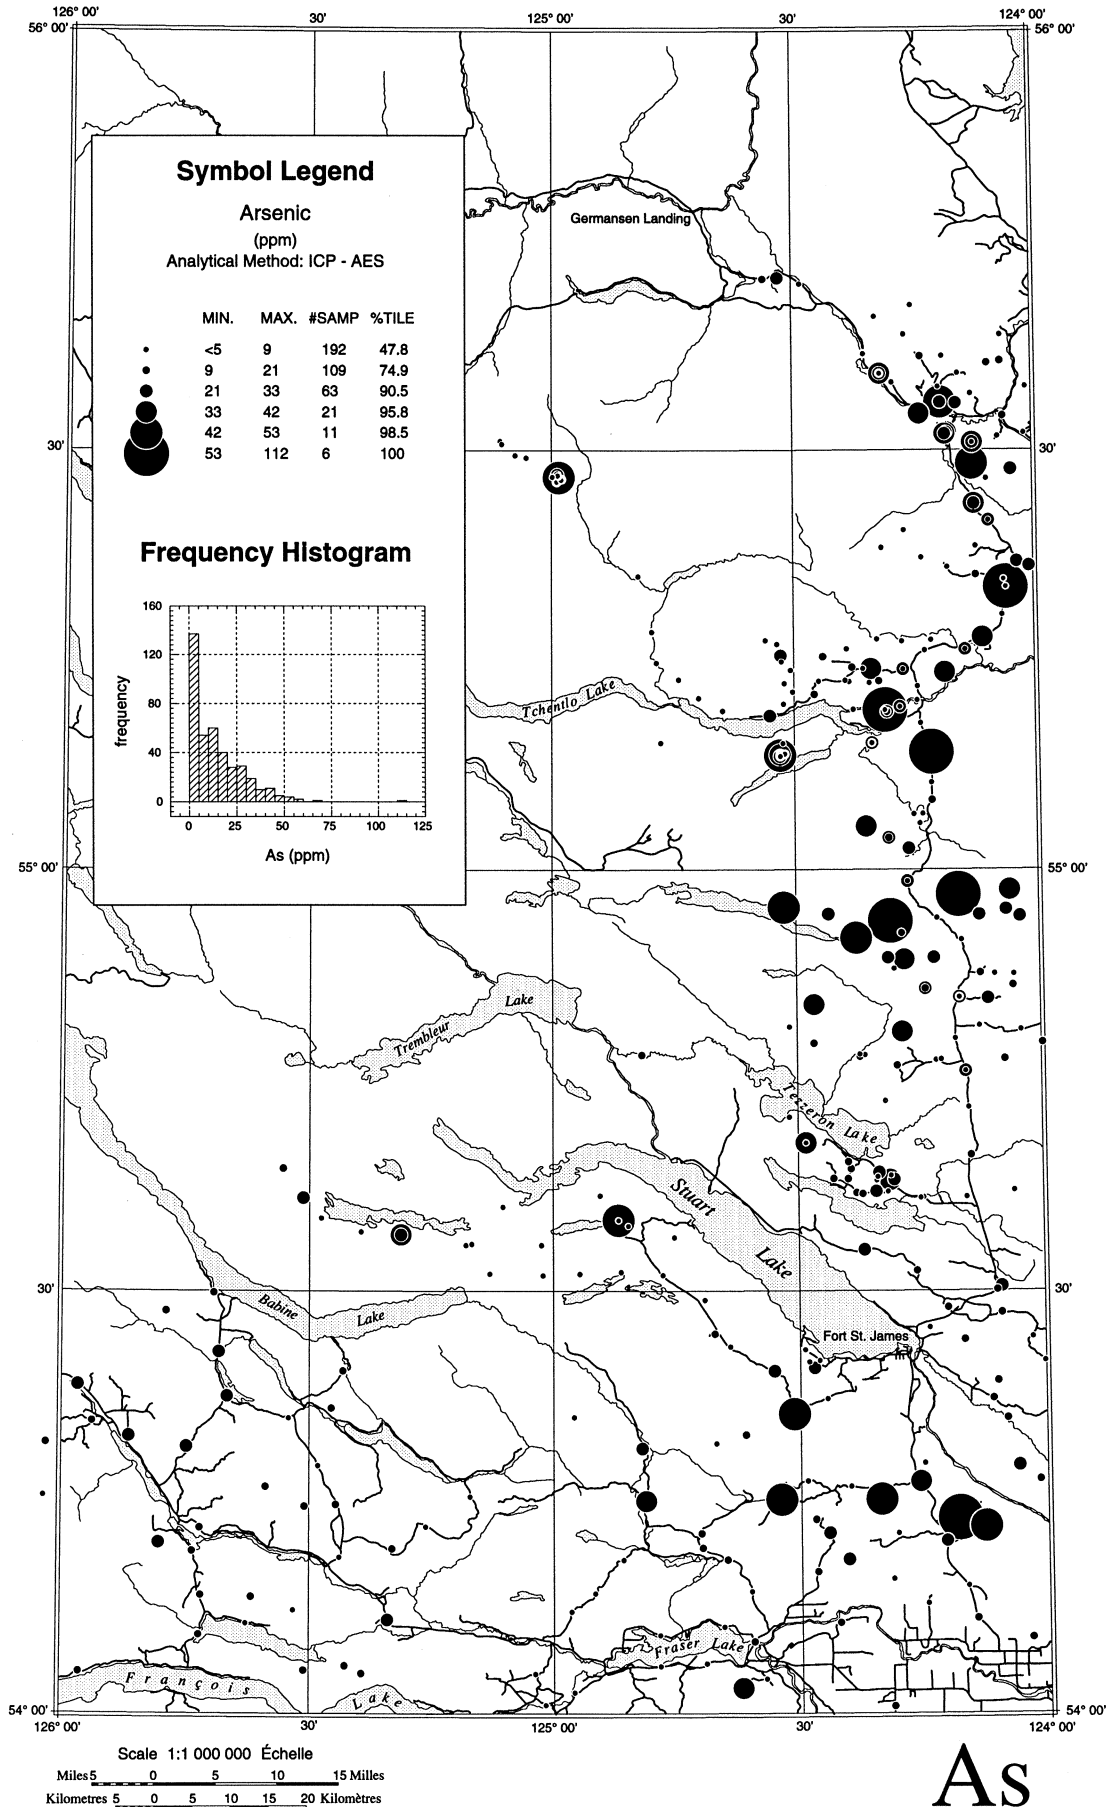 126° 00' 30' 125° 00' 30' 124° 00'
56° 00' 56° 00'
Symbol Legend
Arsenic
(ppm)
Analytical Method: ICP - AES
MIN. MAX. #SAMP %TILE
<5 9 192 47.8
9 21 109 74.9
21 33 63 90.5
33 42 21 95.8
42 53 11 98.5
53 112 6 100
Germansen Landing
30' 30'
Frequency Histogram
160
120
80
40
0
frequency
0 25 50 75 100 125
As (ppm)
Tchentlo Lake
55° 00' 55° 00'
Trembleur Lake
Tezzeron Lake
Stuart Lake
30' 30'
Babine Lake
Fort St. James
Fraser Lake
François Lake
54° 00' 54° 00'
126° 00' 30' 125° 00' 30' 124° 00'
Scale 1:1 000 000 Échelle
Miles 5 0 5 10 15 Milles
Kilometres 5 0 5 10 15 20 Kilomètres
As